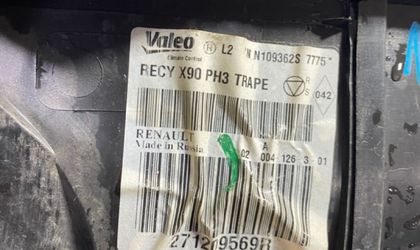 Valeo
Climate Control
L2
N109362S 7775*
RECY X90 PH3 TRAPE
R
S
042
RENAULT
Made in Russia
A
02 004 126 3 01